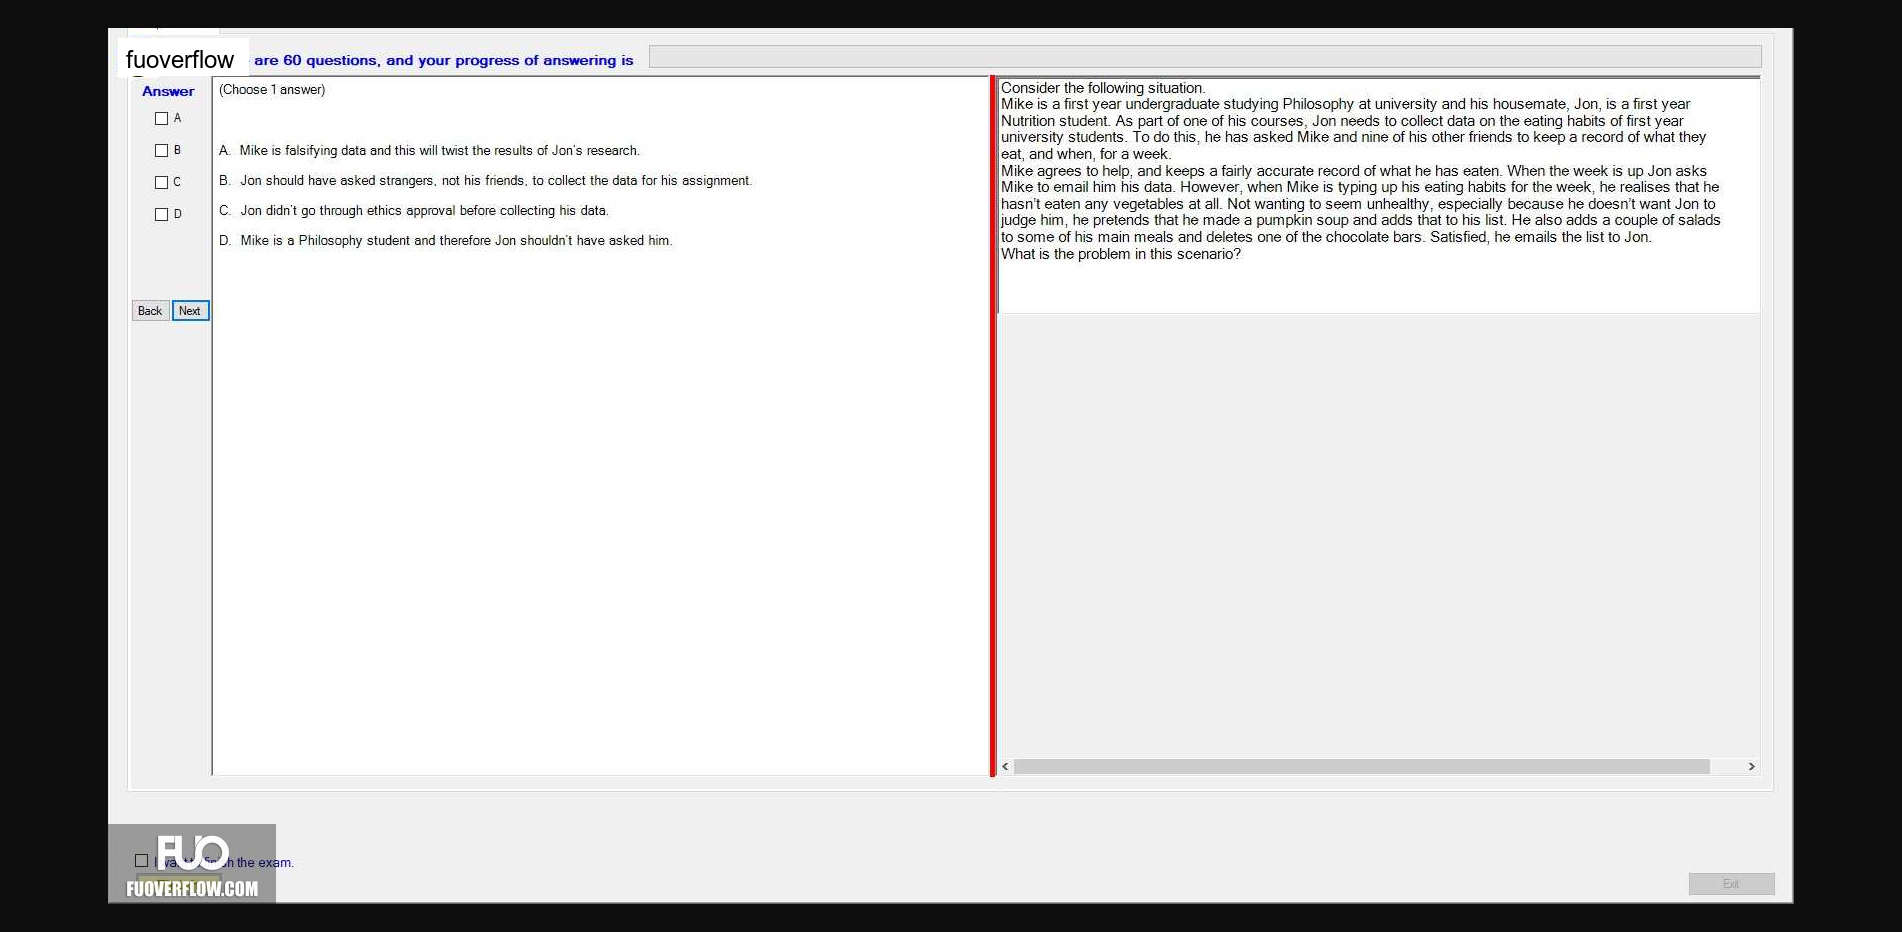 fuoverflow
are 60 questions, and your progress of answering is
Answer
A
B
C
D
Back Next
(Choose 1 answer)
A. Mike is falsifying data and this will twist the results of Jon's research.
B. Jon should have asked strangers, not his friends, to collect the data for his assignment.
C. Jon didn't go through ethics approval before collecting his data.
D. Mike is a Philosophy student and therefore Jon shouldn't have asked him.
Consider the following situation.
Mike is a first year undergraduate studying Philosophy at university and his housemate, Jon, is a first year
Nutrition student. As part of one of his courses, Jon needs to collect data on the eating habits of first year
university students. To do this, he has asked Mike and nine of his other friends to keep a record of what they
eat, and when, for a week.
Mike agrees to help, and keeps a fairly accurate record of what he has eaten. When the week is up Jon asks
Mike to email him his data. However, when Mike is typing up his eating habits for the week, he realises that he
hasn't eaten any vegetables at all. Not wanting to seem unhealthy, especially because he doesn't want Jon to
judge him, he pretends that he made a pumpkin soup and adds that to his list. He also adds a couple of salads
to some of his main meals and deletes one of the chocolate bars. Satisfied, he emails the list to Jon.
What is the problem in this scenario?
FUO
I want to finish the exam.
FUOVERFLOW.COM
Exit